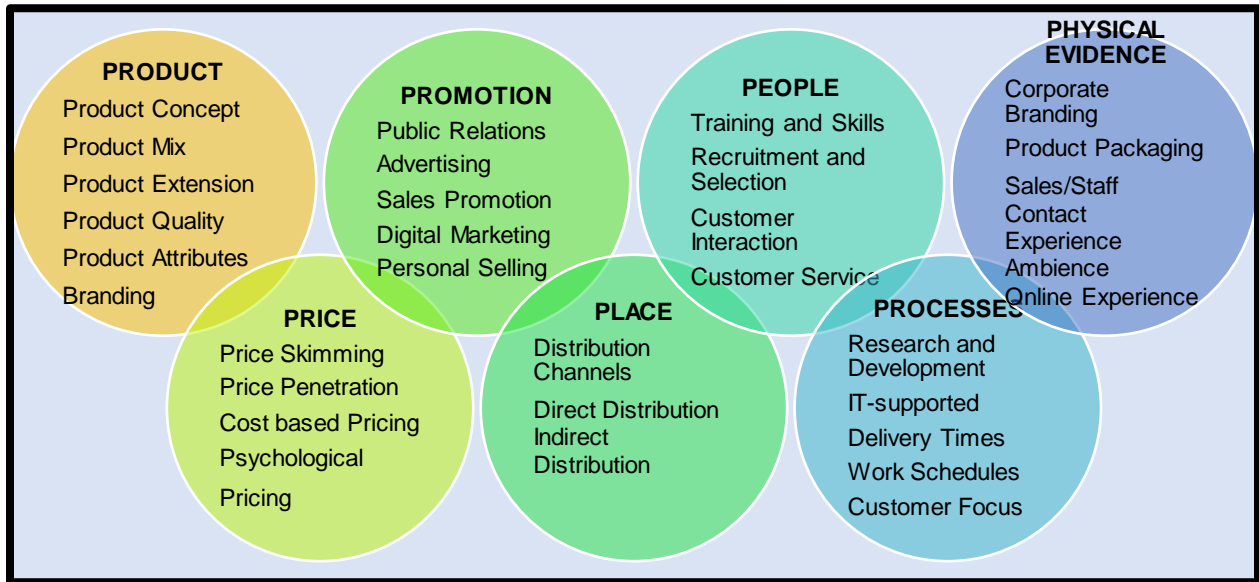 PRODUCT
Product Concept
Product Mix
Product Extension
Product Quality
Product Attributes
Branding
PROMOTION
Public Relations
Advertising
Sales Promotion
Digital Marketing
Personal Selling
PEOPLE
Training and Skills
Recruitment and
Selection
Customer
Interaction
Customer Service
PHYSICAL
EVIDENCE
Corporate
Branding
Product Packaging
Sales/Staff
Contact
Experience
Ambience
Online Experience
PRICE
Price Skimming
Price Penetration
Cost based Pricing
Psychological
Pricing
PLACE
Distribution
Channels
Direct Distribution
Indirect
Distribution
PROCESSES
Research and
Development
IT-supported
Delivery Times
Work Schedules
Customer Focus